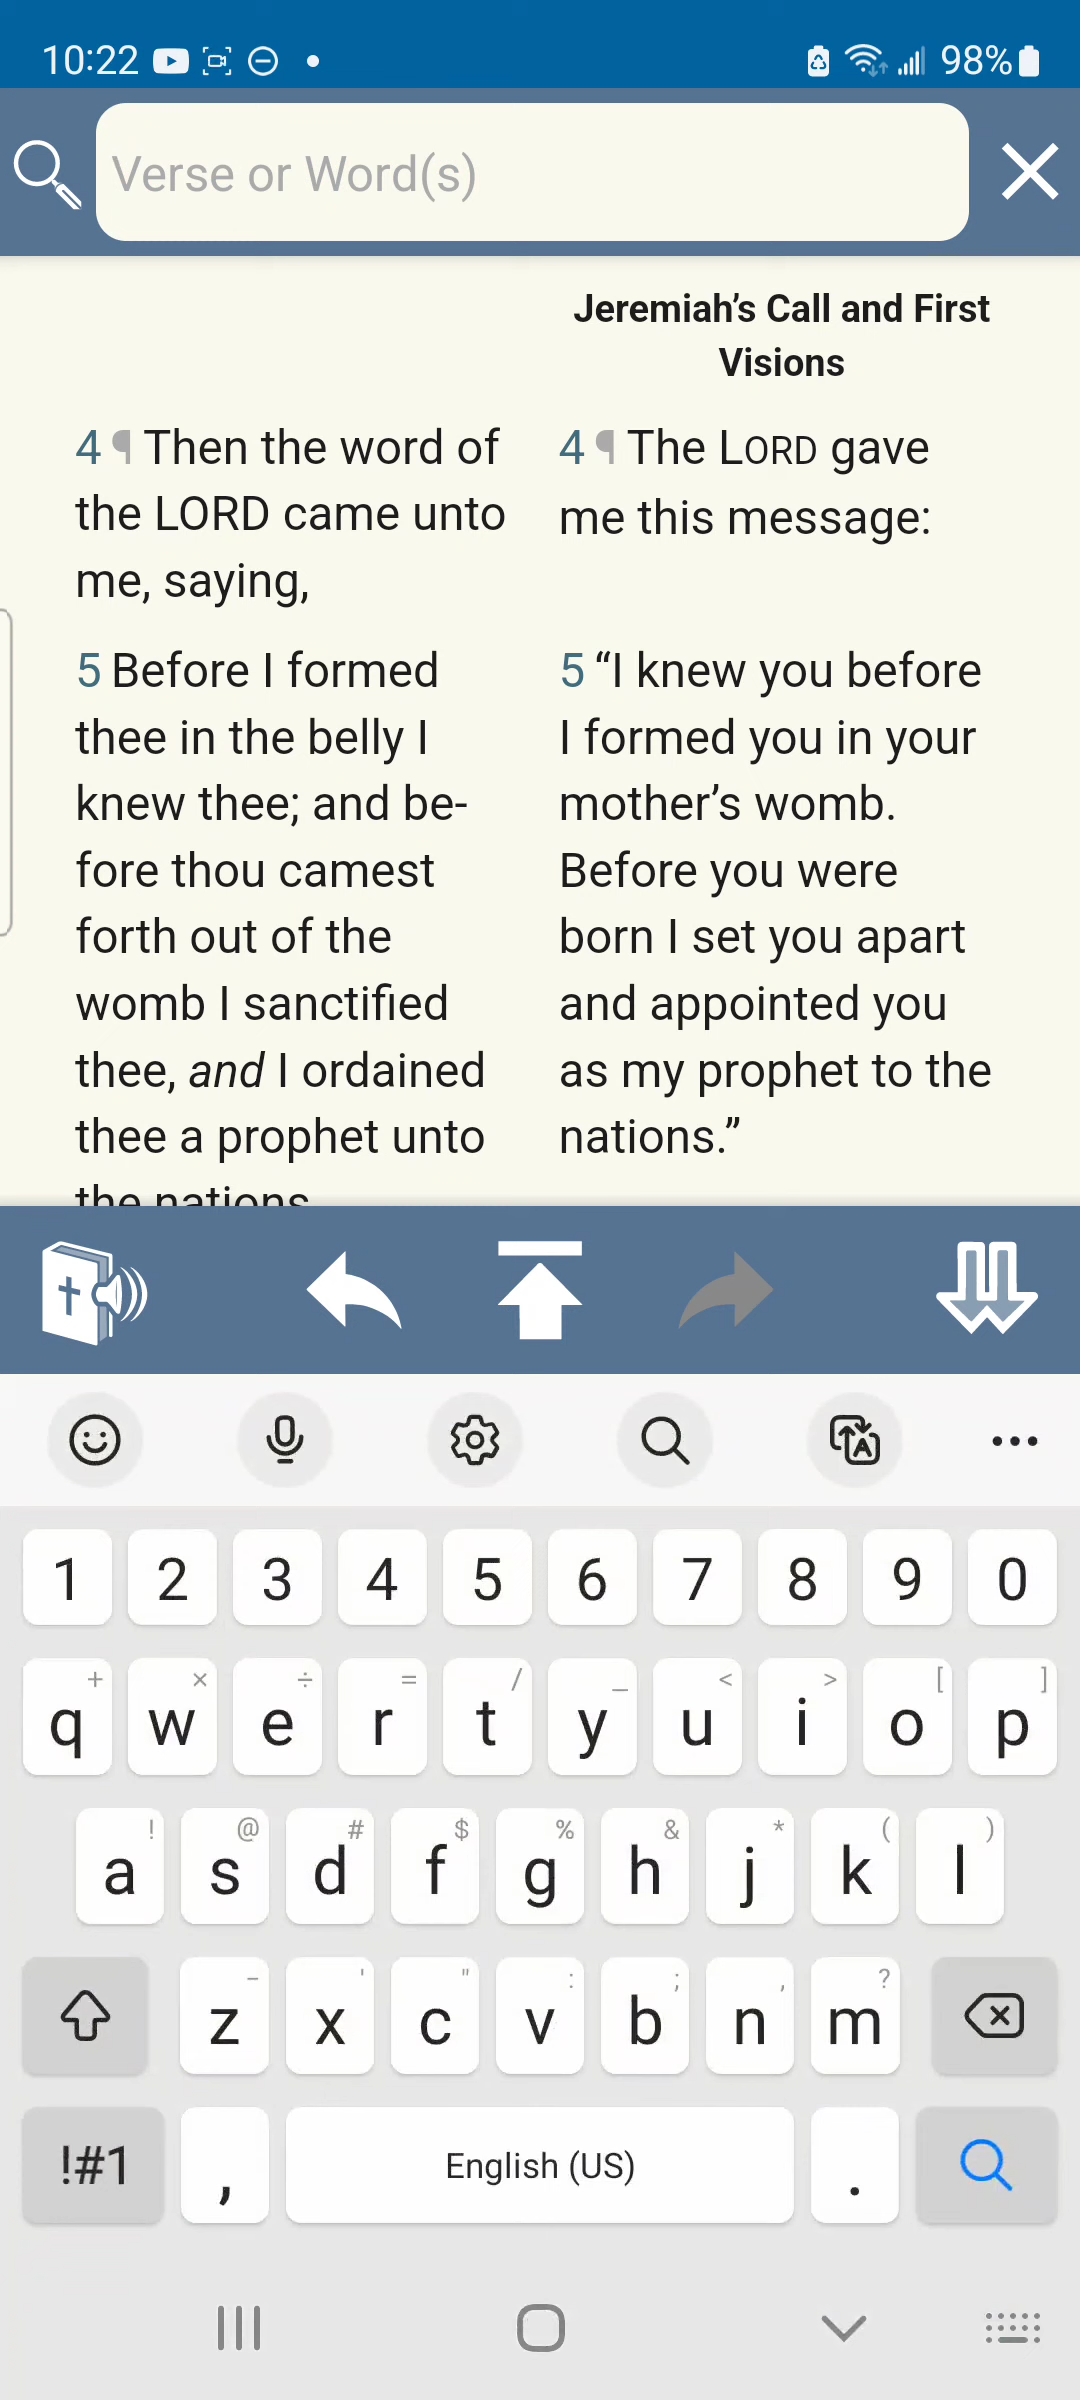 10:22
98%
Verse or Word(s)
Jeremiah’s Call and First
Visions
4 ¶ Then the word of
the LORD came unto
me, saying,
5 Before I formed
thee in the belly I
knew thee; and be-
fore thou camest
forth out of the
womb I sanctified
thee, and I ordained
thee a prophet unto
the nations
4 ¶ The LORD gave
me this message:
5 “I knew you before
I formed you in your
mother’s womb.
Before you were
born I set you apart
and appointed you
as my prophet to the
nations.”
1 2 3 4 5 6 7 8 9 0
+ × ÷ = / _ < > [ ]
q w e r t y u i o p
! @ # $ % & * ( )
a s d f g h j k l
- ' " : ; , ?
z x c v b n m
!#1 , English (US) .